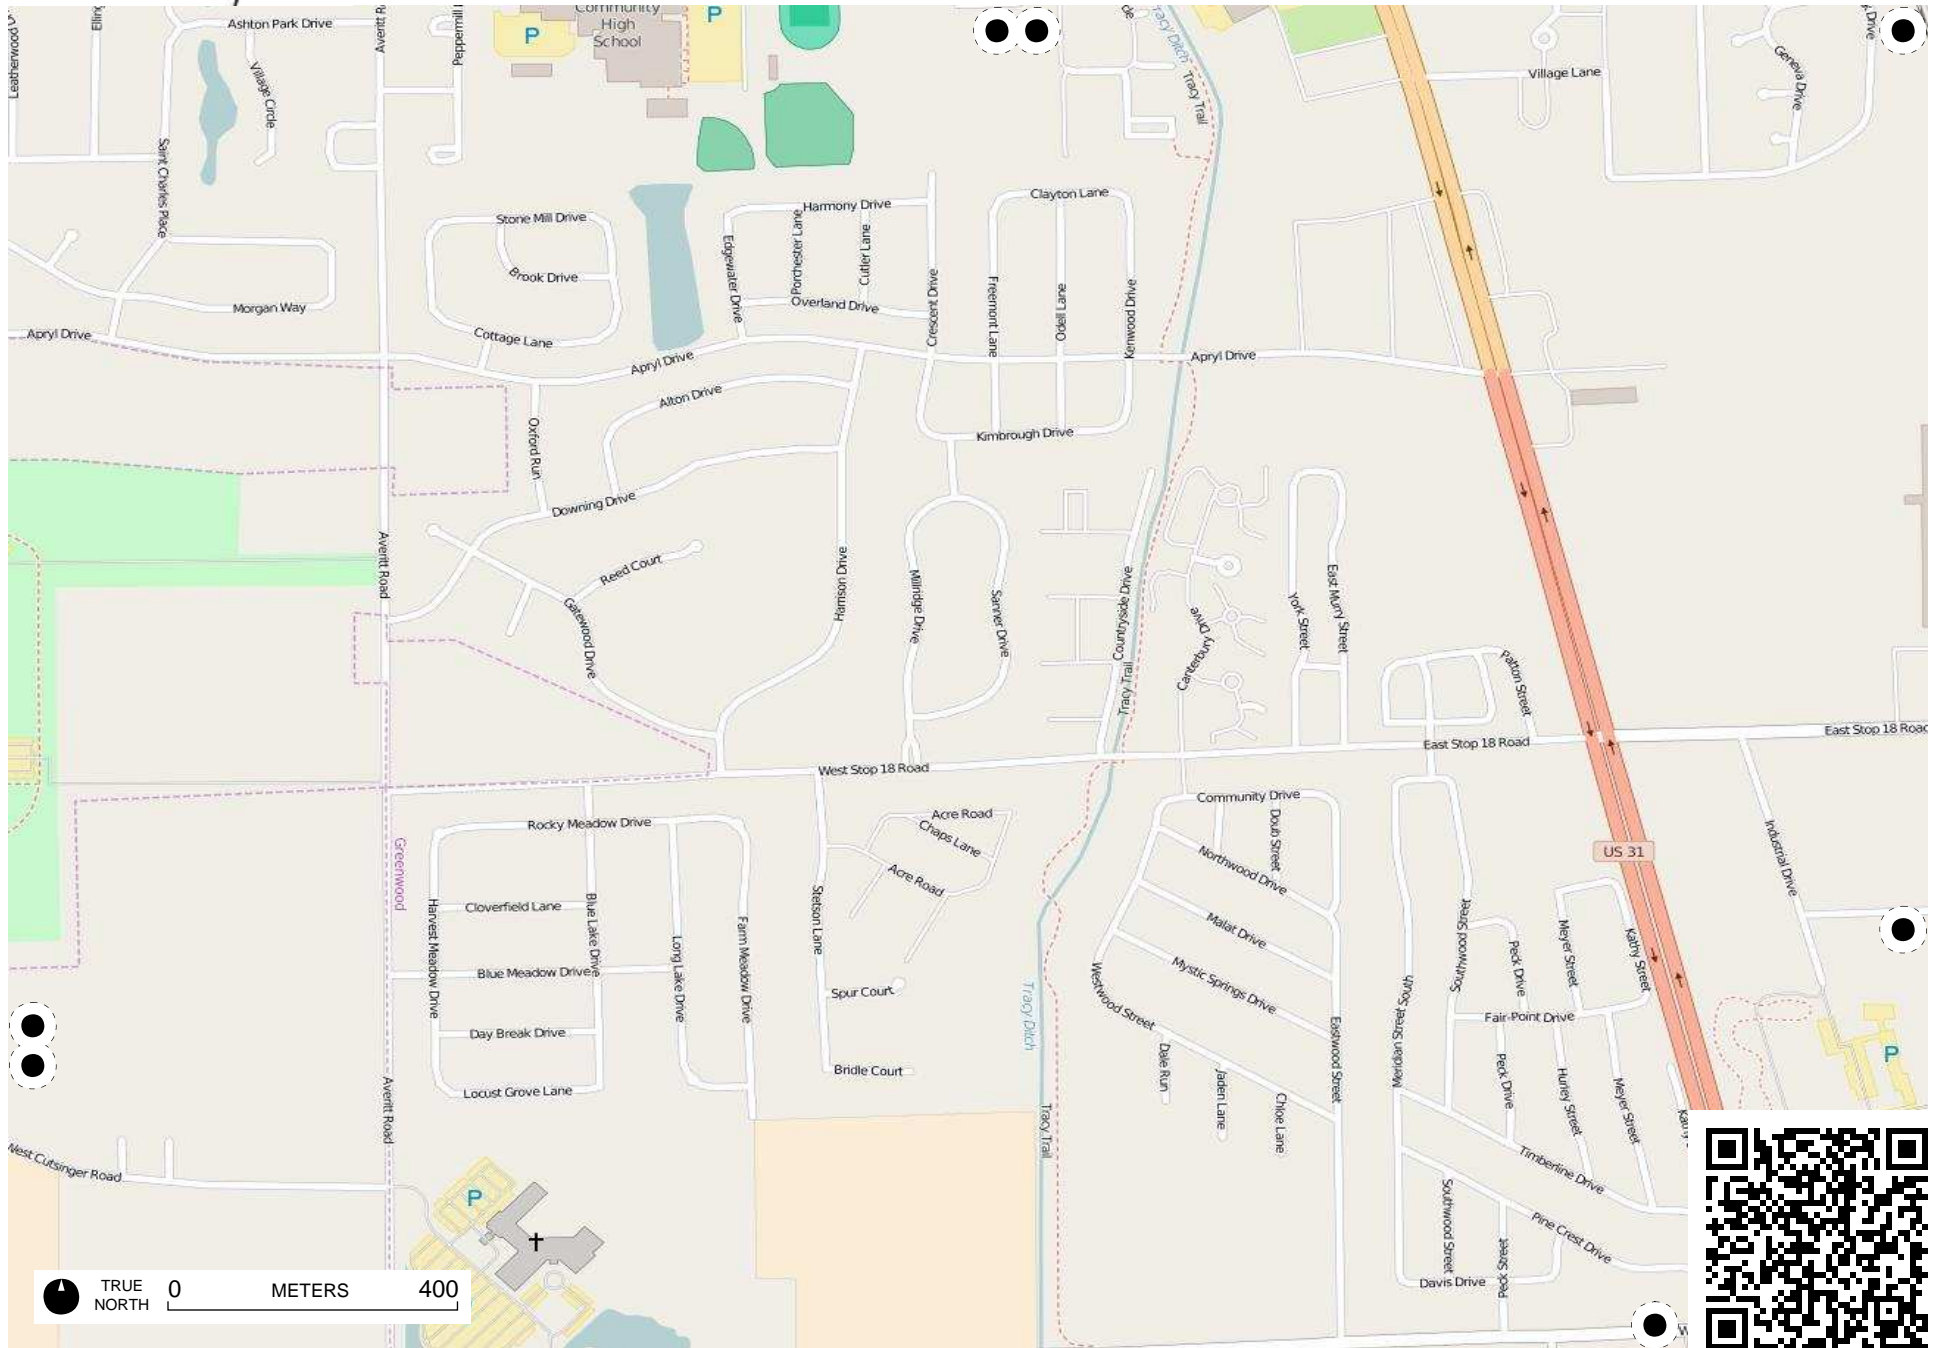 Ashton Park Drive
Community
High
School
P
P
Leatherwood
Averitt R
Peppermill
Village Circle
Saint Charles Place
Tracy Ditch
Tracy Trail
Village Lane
Geneva Drive
Drive
Clayton Lane
Harmony Drive
Stone Mill Drive
Porchester Lane
Cutler Lane
Edgewater Drive
Brook Drive
Overland Drive
Crescent Drive
Freemont Lane
Odell Lane
Kenwood Drive
Morgan Way
Apryl Drive
Cottage Lane
Apryl Drive
Apryl Drive
Alton Drive
Oxford Run
Kimbrough Drive
Downing Drive
Averitt Road
Reed Court
Gatewood Drive
Harrison Drive
Millridge Drive
Sanner Drive
Countryside Drive
Tracy Trail
Canterbury Drive
York Street
East Murry Street
Patton Street
East Stop 18 Road
East Stop 18 Road
West Stop 18 Road
Community Drive
Doub Street
Rocky Meadow Drive
Acre Road
Chaps Lane
Acre Road
Northwood Drive
US 31
Industrial Drive
Greenwood
Cloverfield Lane
Harvest Meadow Drive
Blue Lake Drive
Long Lake Drive
Farm Meadow Drive
Stetson Lane
Malat Drive
Mystic Springs Drive
Westwood Street
Eastwood Street
Meridian Street South
Southwood Street
Peck Drive
Meyer Street
Kathy Street
Blue Meadow Drive
Spur Court
Tracy Ditch
Fair-Point Drive
Day Break Drive
Dale Run
Jaden Lane
Chloe Lane
Peck Drive
Hurley Street
Meyer Street
P
Bridle Court
Locust Grove Lane
Averitt Road
Tracy Trail
West Cutsinger Road
Timberline Drive
P
Southwood Street
Peck Street
Pine Crest Drive
Davis Drive
TRUE
NORTH
0 METERS 400
W